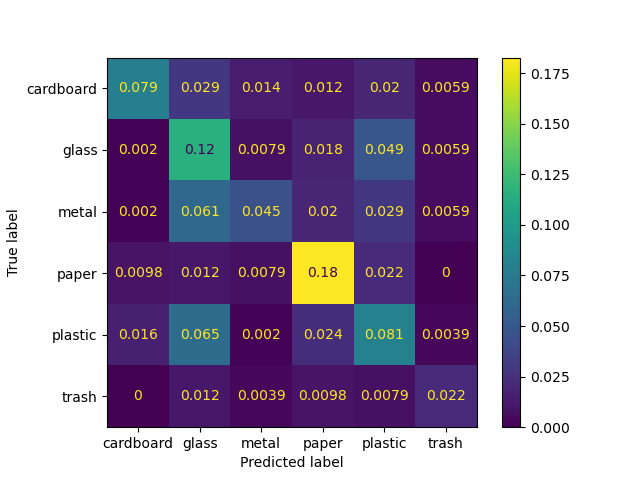 cardboard 0.079 0.029 0.014 0.012 0.02 0.0059
glass 0.002 0.12 0.0079 0.018 0.049 0.0059
metal 0.002 0.061 0.045 0.02 0.029 0.0059
paper 0.0098 0.012 0.0079 0.18 0.022 0
plastic 0.016 0.065 0.002 0.024 0.081 0.0039
trash 0 0.012 0.0039 0.0098 0.0079 0.022
cardboard glass metal paper plastic trash
Predicted label
True label
0.175
0.150
0.125
0.100
0.075
0.050
0.025
0.000